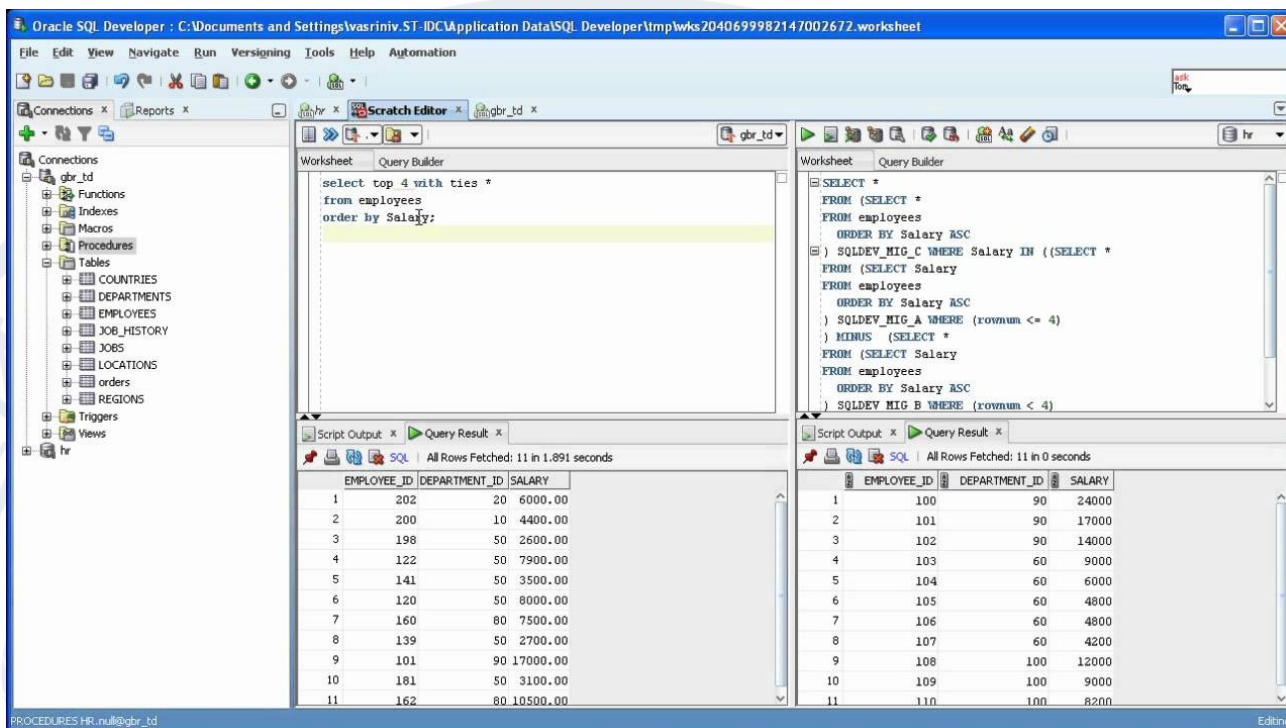 Oracle SQL Developer : C:\Documents and Settings\vasriniv.ST-IDC\Application Data\SQL Developer\tmp\wks2040699982147002672.worksheet
File Edit View Navigate Run Versioning Tools Help Automation
ask
Tom
Connections Reports
hr Scratch Editor gbr_td
Connections
gbr_td
Functions
Indexes
Macros
Procedures
Tables
COUNTRIES
DEPARTMENTS
EMPLOYEES
JOB_HISTORY
JOBS
LOCATIONS
orders
REGIONS
Triggers
Views
hr
gbr_td
Worksheet Query Builder
select top 4 with ties *
from employees
order by Salary;
Script Output Query Result
SQL All Rows Fetched: 11 in 1.891 seconds
EMPLOYEE_ID DEPARTMENT_ID SALARY
1 202 20 6000.00
2 200 10 4400.00
3 198 50 2600.00
4 122 50 7900.00
5 141 50 3500.00
6 120 50 8000.00
7 160 80 7500.00
8 139 50 2700.00
9 101 90 17000.00
10 181 50 3100.00
11 162 80 10500.00
hr
Worksheet Query Builder
SELECT *
FROM (SELECT *
FROM employees
ORDER BY Salary ASC
) SQLDEV_MIG_C WHERE Salary IN ((SELECT *
FROM (SELECT Salary
FROM employees
ORDER BY Salary ASC
) SQLDEV_MIG_A WHERE (rownum <= 4)
) MINUS (SELECT *
FROM (SELECT Salary
FROM employees
ORDER BY Salary ASC
) SQLDEV_MIG_B WHERE (rownum < 4)
Script Output Query Result
SQL All Rows Fetched: 11 in 0 seconds
EMPLOYEE_ID DEPARTMENT_ID SALARY
1 100 90 24000
2 101 90 17000
3 102 90 14000
4 103 60 9000
5 104 60 6000
6 105 60 4800
7 106 60 4800
8 107 60 4200
9 108 100 12000
10 109 100 9000
11 110 100 8200
PROCEDURES HR.null@gbr_td
Editing